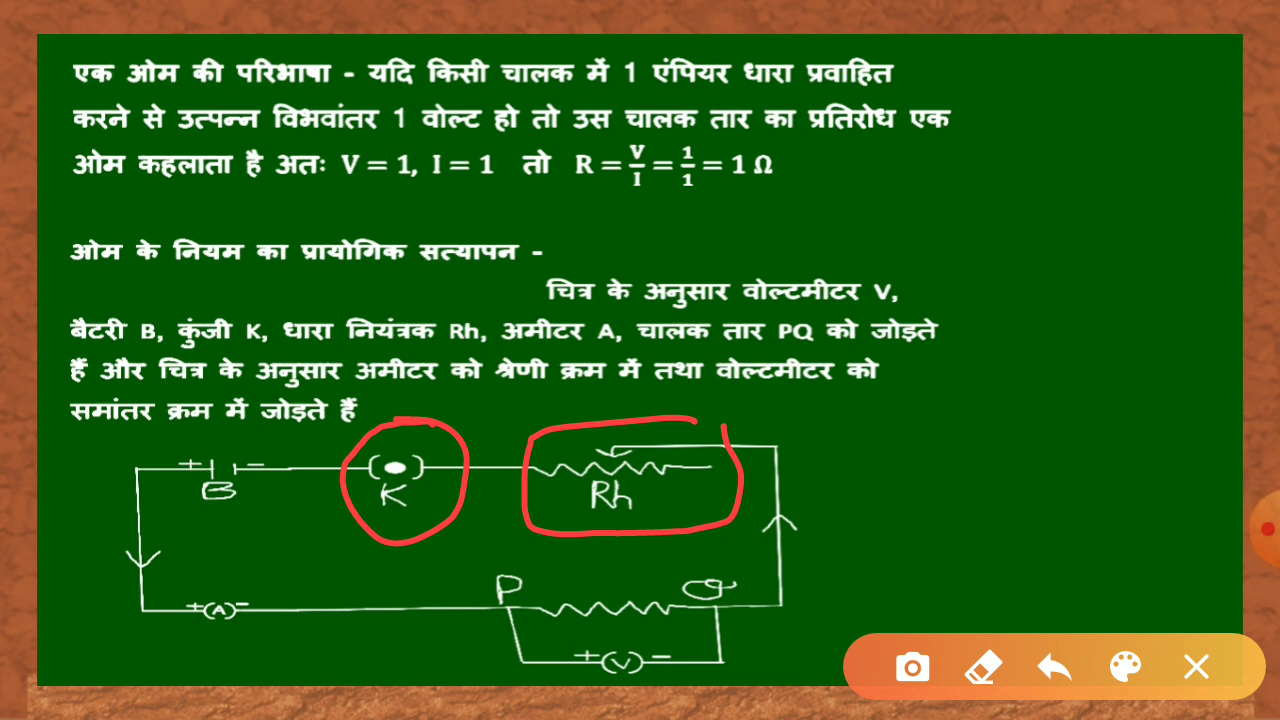 एक ओम की परिभाषा - यदि किसी चालक में 1 एंपियर धारा प्रवाहित
करने से उत्पन्न विभवांतर 1 वोल्ट हो तो उस चालक तार का प्रतिरोध एक
ओम कहलाता है अतः V = 1, I = 1 तो R = V/I = 1/1 = 1 Ω
ओम के नियम का प्रायोगिक सत्यापन -
चित्र के अनुसार वोल्टमीटर V,
बैटरी B, कुंजी K, धारा नियंत्रक Rh, अमीटर A, चालक तार PQ को जोड़ते
हैं और चित्र के अनुसार अमीटर को श्रेणी क्रम में तथा वोल्टमीटर को
समांतर क्रम में जोड़ते हैं
+ -
B K Rh
P Q
+ A -
+ V -